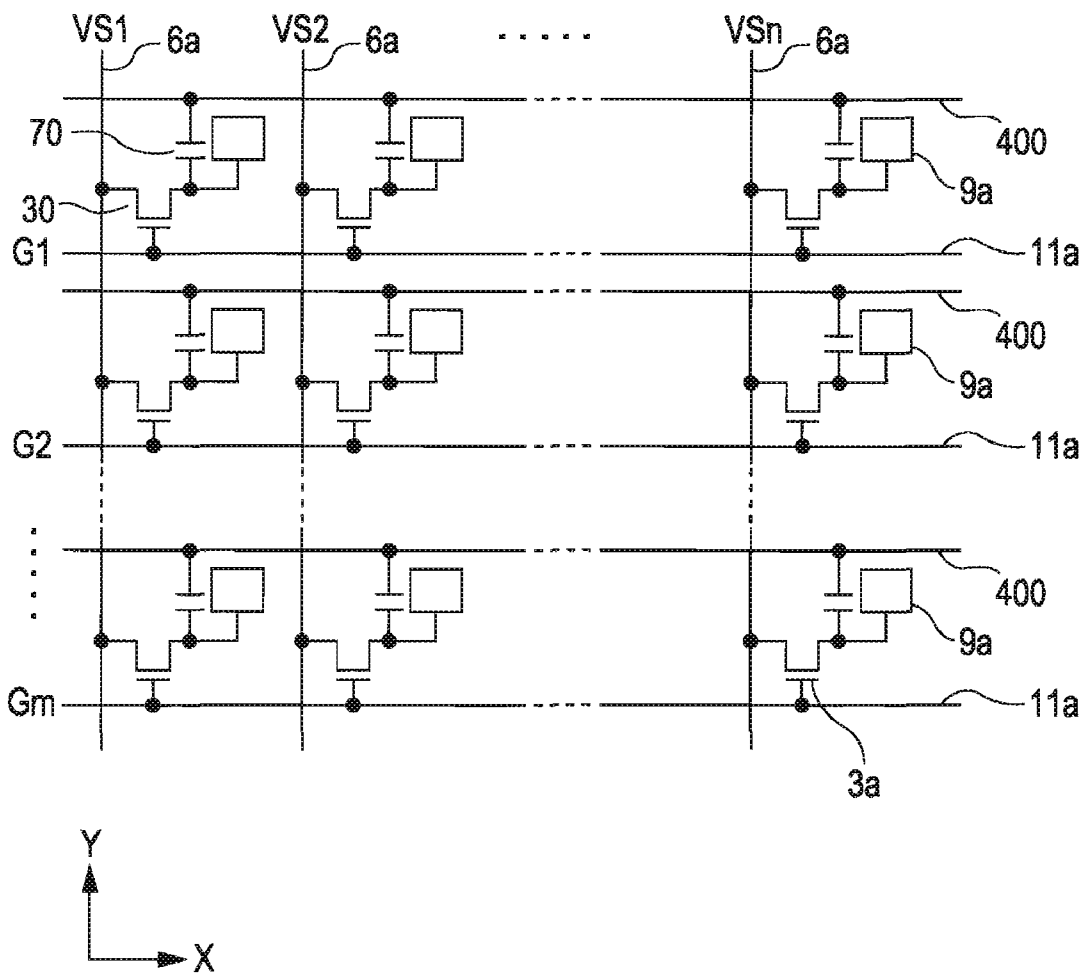 VS1 6a VS2 6a ..... VSn 6a
70 400
30 9a
G1 11a
400
9a
G2 11a
400
9a
Gm 11a
3a
Y
X